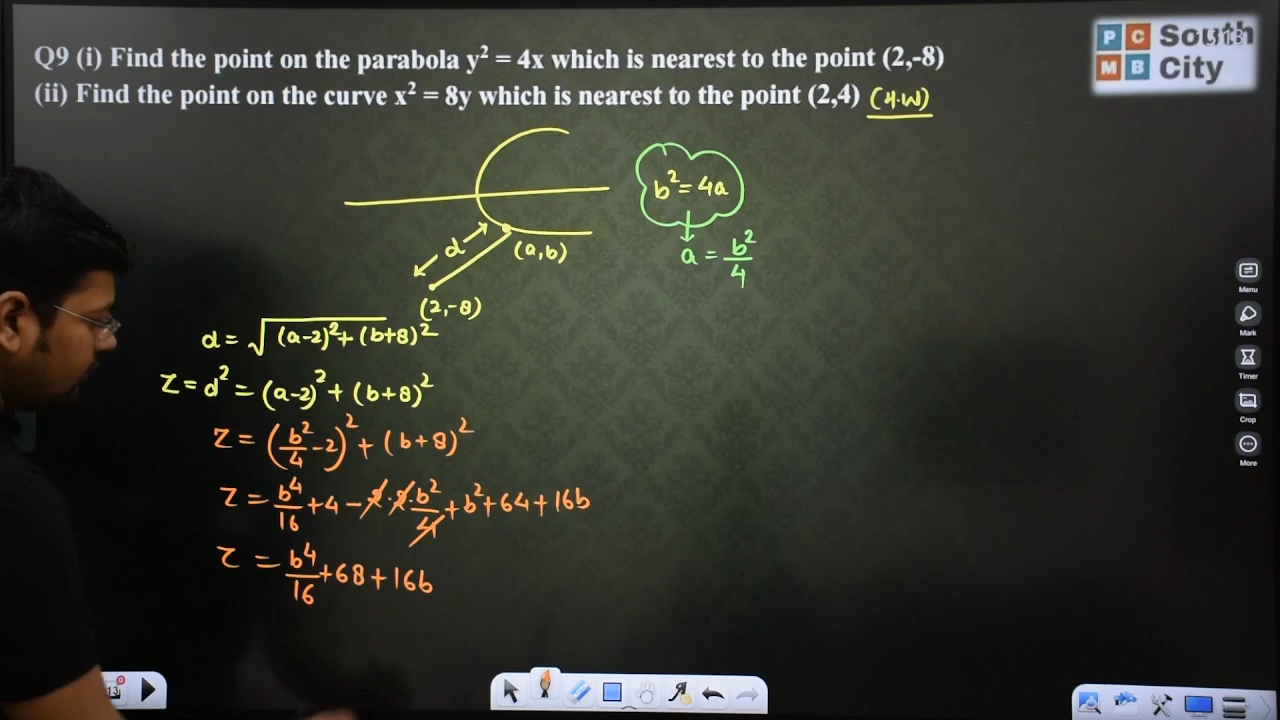 Q9 (i) Find the point on the parabola y² = 4x which is nearest to the point (2,-8)
(ii) Find the point on the curve x² = 8y which is nearest to the point (2,4) (H.W)
P C
M B
South
City
b² = 4a
a = b²/4
d
(a,b)
(2,-8)
d = √(a-2)²+(b+8)²
Z = d² = (a-2)² + (b+8)²
Z = (b²/4 - 2)² + (b+8)²
Z = b⁴/16 + 4 - 2·2·b²/4 + b² + 64 + 16b
Z = b⁴/16 + 68 + 16b
Menu
Mark
Timer
Crop
More
13